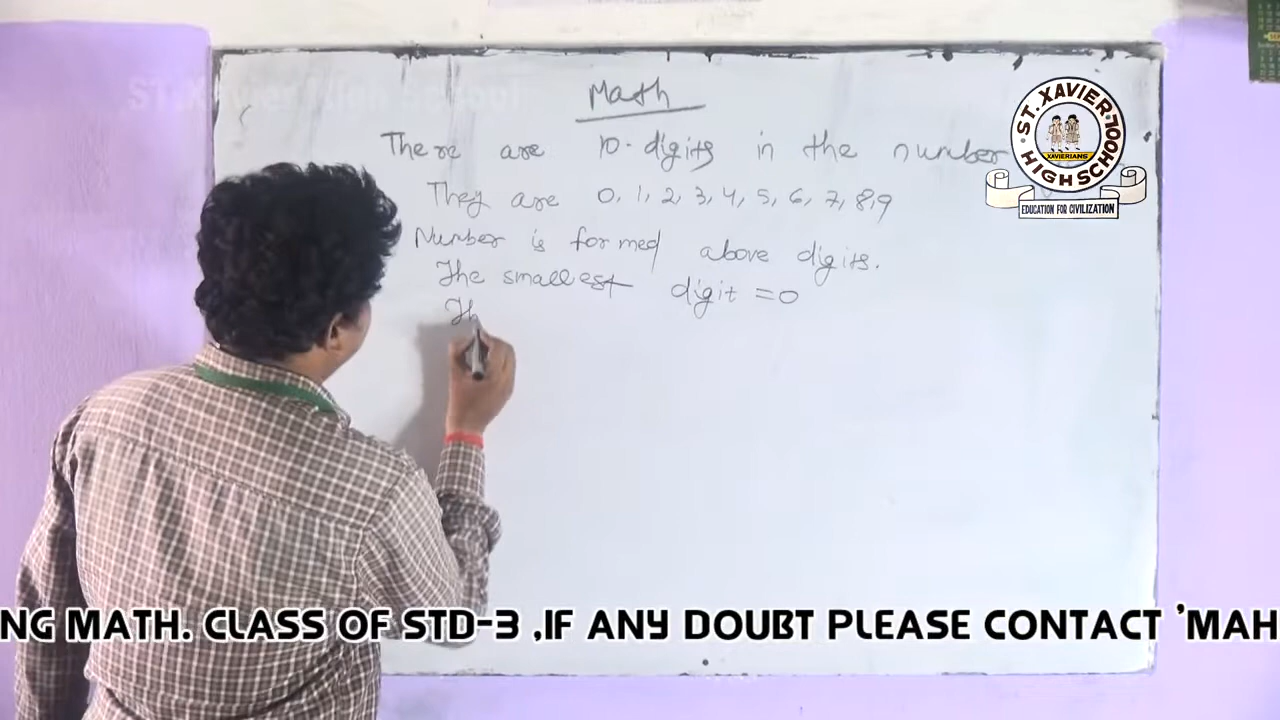 Math
There are 10 digits in the number
They are 0, 1, 2, 3, 4, 5, 6, 7, 8, 9
Number is formed above digits.
The smallest digit = 0
Th
ST. XAVIER'
HIGH SCHOOL
XAVIERIANS
EDUCATION FOR CIVILIZATION
NG MATH. CLASS OF STD-3 ,IF ANY DOUBT PLEASE CONTACT 'MAH